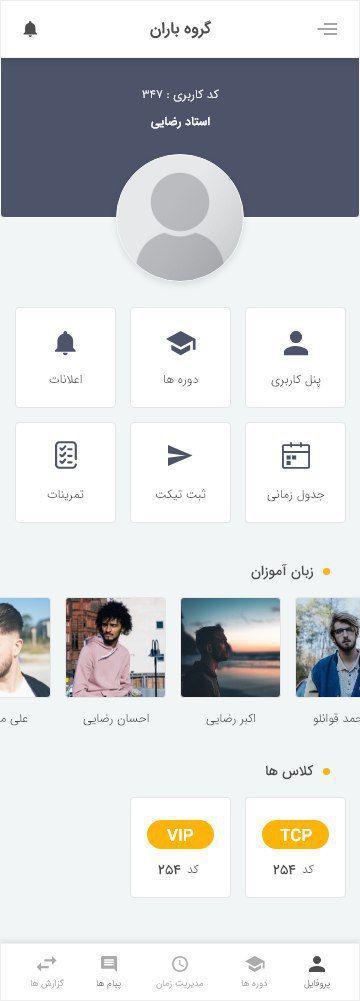 گروه باران
کد کاربری : ۳۴۷
استاد رضایی
پنل کاربری
دوره ها
اعلانات
جدول زمانی
ثبت تیکت
تمرینات
زبان آموزان
حمد قوانلو
اکبر رضایی
احسان رضایی
علی م
کلاس ها
TCP
VIP
کد ۲۵۴
کد ۲۵۴
پروفایل
دوره ها
مدیریت زمان
پیام ها
گزارش ها